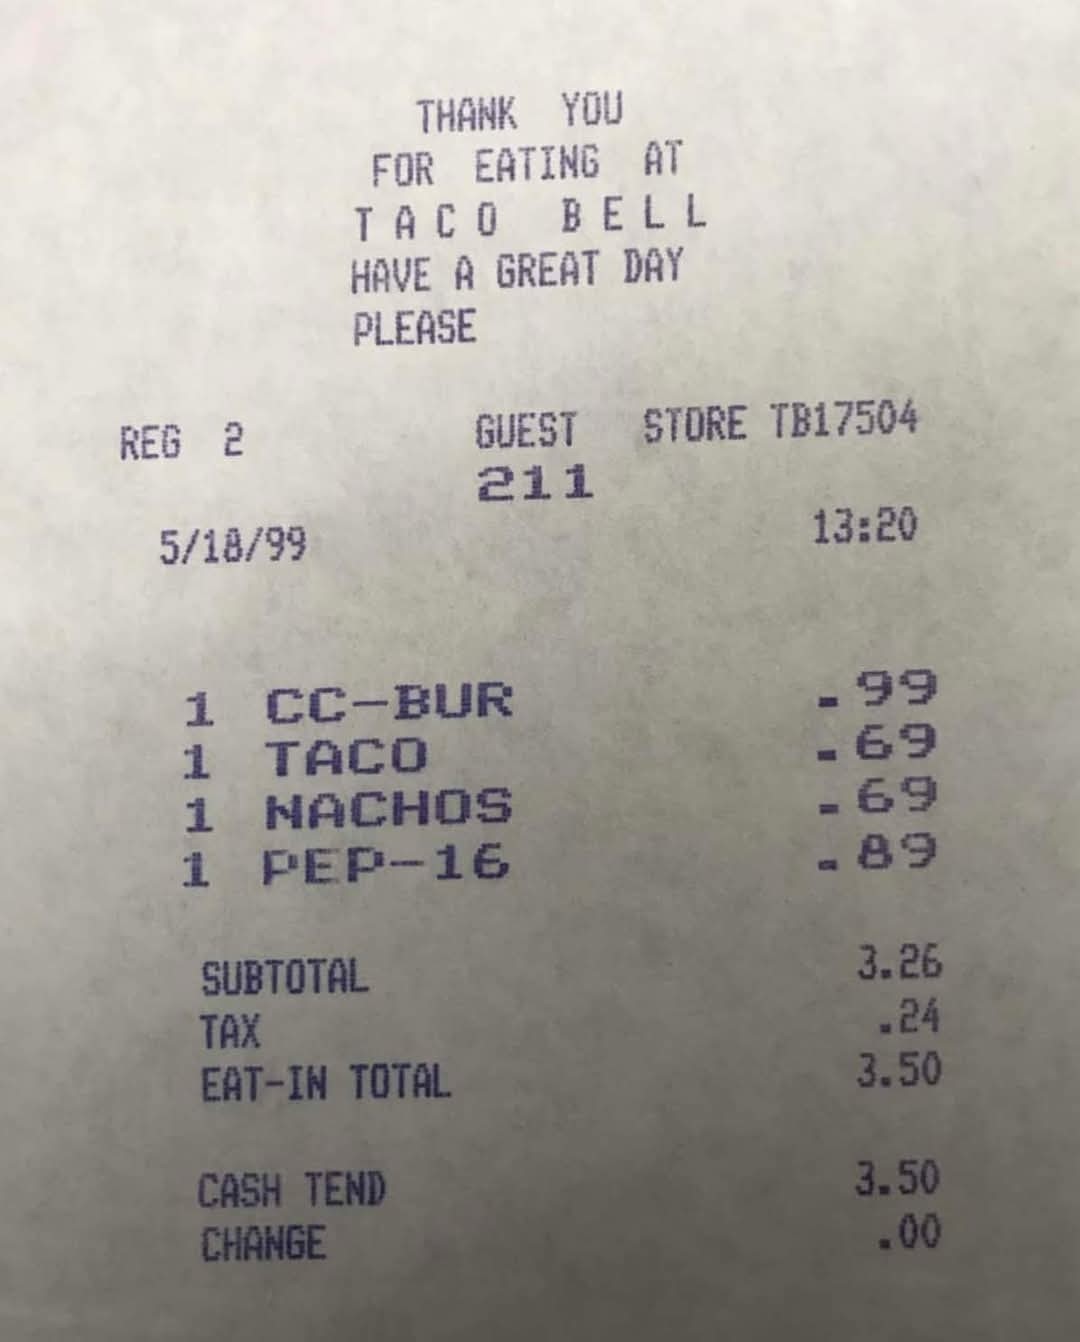 THANK YOU
FOR EATING AT
TACO BELL
HAVE A GREAT DAY
PLEASE
REG 2 GUEST STORE TB17504
211
5/18/99 13:20
1 CC-BUR .99
1 TACO .69
1 NACHOS .69
1 PEP-16 .89
SUBTOTAL 3.26
TAX .24
EAT-IN TOTAL 3.50
CASH TEND 3.50
CHANGE .00